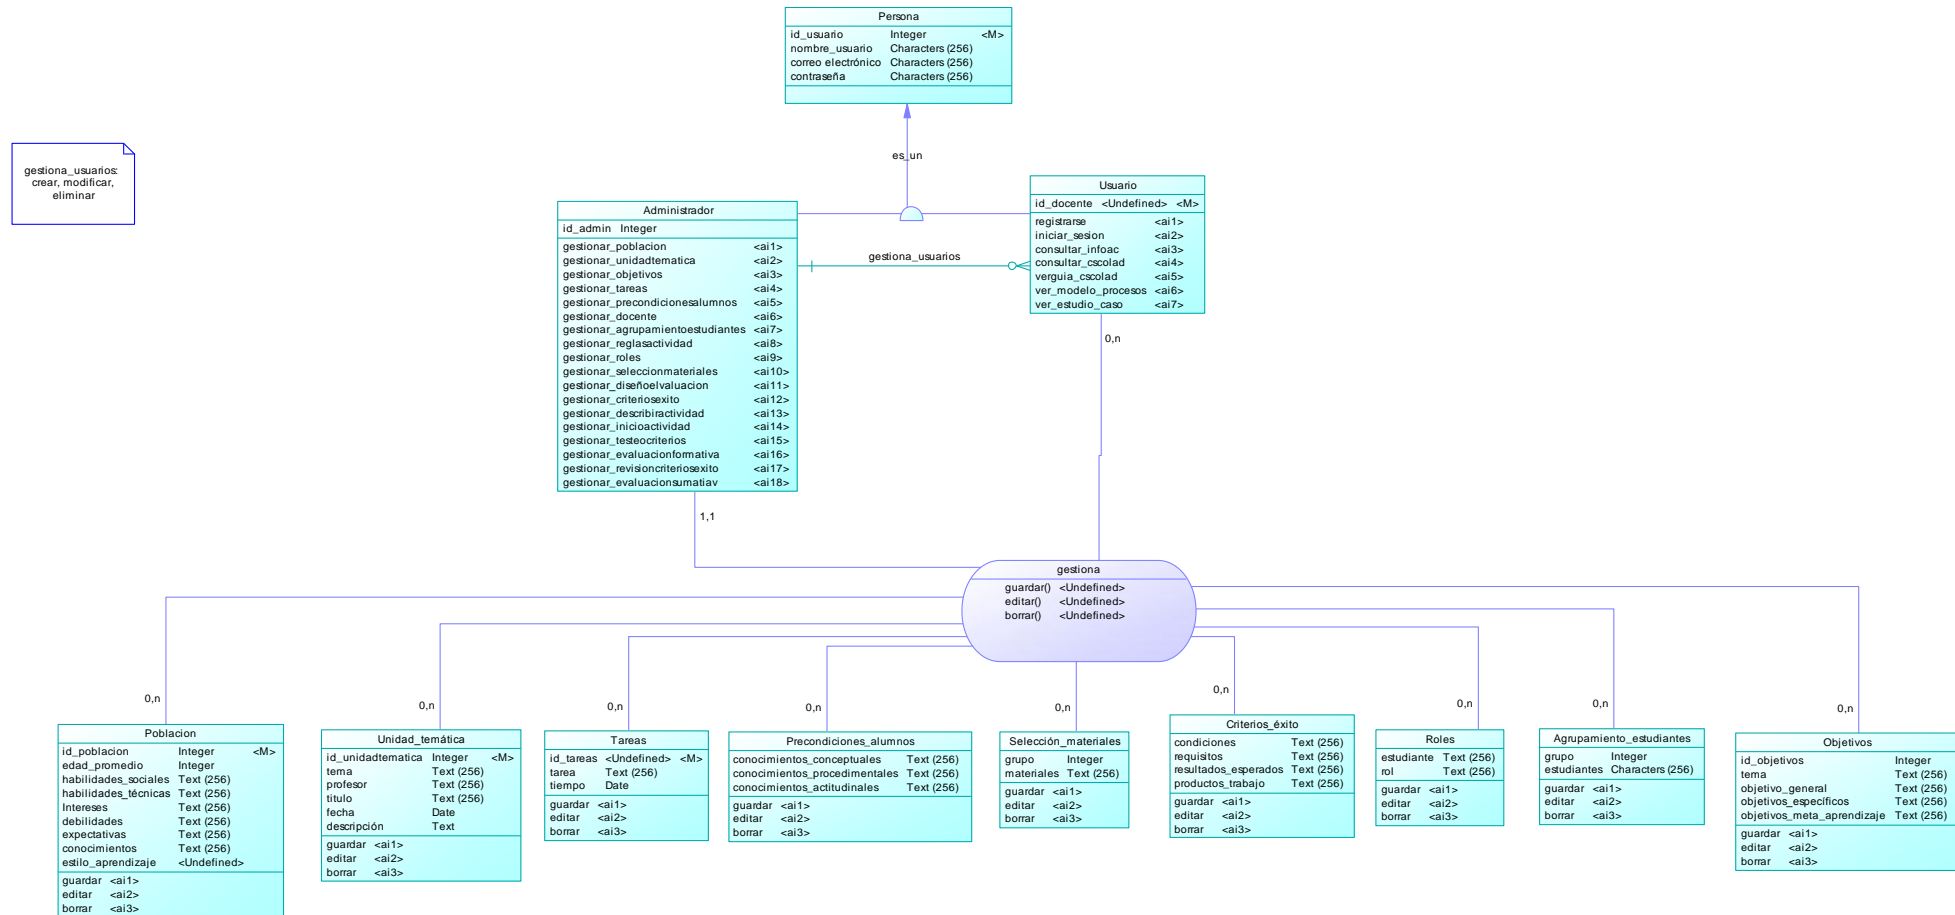 Persona
id_usuario Integer <M>
nombre_usuario Characters (256)
correo electrónico Characters (256)
contraseña Characters (256)
gestiona_usuarios:
crear, modificar,
eliminar
es_un
Usuario
id_docente <Undefined> <M>
registrarse <ai1>
iniciar_sesion <ai2>
consultar_infoac <ai3>
consultar_cscolad <ai4>
verguia_cscolad <ai5>
ver_modelo_procesos <ai6>
ver_estudio_caso <ai7>
Administrador
id_admin Integer
gestionar_poblacion <ai1>
gestionar_unidadtematica <ai2>
gestionar_objetivos <ai3>
gestionar_tareas <ai4>
gestionar_precondicionesalumnos <ai5>
gestionar_docente <ai6>
gestionar_agrupamientoestudiantes <ai7>
gestionar_reglasactividad <ai8>
gestionar_roles <ai9>
gestionar_seleccionmateriales <ai10>
gestionar_diseñoelvaluacion <ai11>
gestionar_criteriosexito <ai12>
gestionar_describiractividad <ai13>
gestionar_inicioactividad <ai14>
gestionar_testeocriterios <ai15>
gestionar_evaluacionformativa <ai16>
gestionar_revisioncriteriosexito <ai17>
gestionar_evaluacionsumatiav <ai18>
gestiona_usuarios
0,n
1,1
gestiona
guardar() <Undefined>
editar() <Undefined>
borrar() <Undefined>
0,n
0,n
0,n
0,n
0,n
0,n
0,n
0,n
0,n
Poblacion
id_poblacion Integer <M>
edad_promedio Integer
habilidades_sociales Text (256)
habilidades_técnicas Text (256)
Intereses Text (256)
debilidades Text (256)
expectativas Text (256)
conocimientos Text (256)
estilo_aprendizaje <Undefined>
guardar <ai1>
editar <ai2>
borrar <ai3>
Unidad_temática
id_unidadtematica Integer <M>
tema Text (256)
profesor Text (256)
titulo Text (256)
fecha Date
descripción Text
guardar <ai1>
editar <ai2>
borrar <ai3>
Tareas
id_tareas <Undefined> <M>
tarea Text (256)
tiempo Date
guardar <ai1>
editar <ai2>
borrar <ai3>
Precondiciones_alumnos
conocimientos_conceptuales Text (256)
conocimientos_procedimentales Text (256)
conocimientos_actitudinales Text (256)
guardar <ai1>
editar <ai2>
borrar <ai3>
Selección_materiales
grupo Integer
materiales Text (256)
guardar <ai1>
editar <ai2>
borrar <ai3>
Criterios_éxito
condiciones Text (256)
requisitos Text (256)
resultados_esperados Text (256)
productos_trabajo Text (256)
guardar <ai1>
editar <ai2>
borrar <ai3>
Roles
estudiante Text (256)
rol Text (256)
guardar <ai1>
editar <ai2>
borrar <ai3>
Agrupamiento_estudiantes
grupo Integer
estudiantes Characters (256)
guardar <ai1>
editar <ai2>
borrar <ai3>
Objetivos
id_objetivos Integer
tema Text (256)
objetivo_general Text (256)
objetivos_específicos Text (256)
objetivos_meta_aprendizaje Text (256)
guardar <ai1>
editar <ai2>
borrar <ai3>